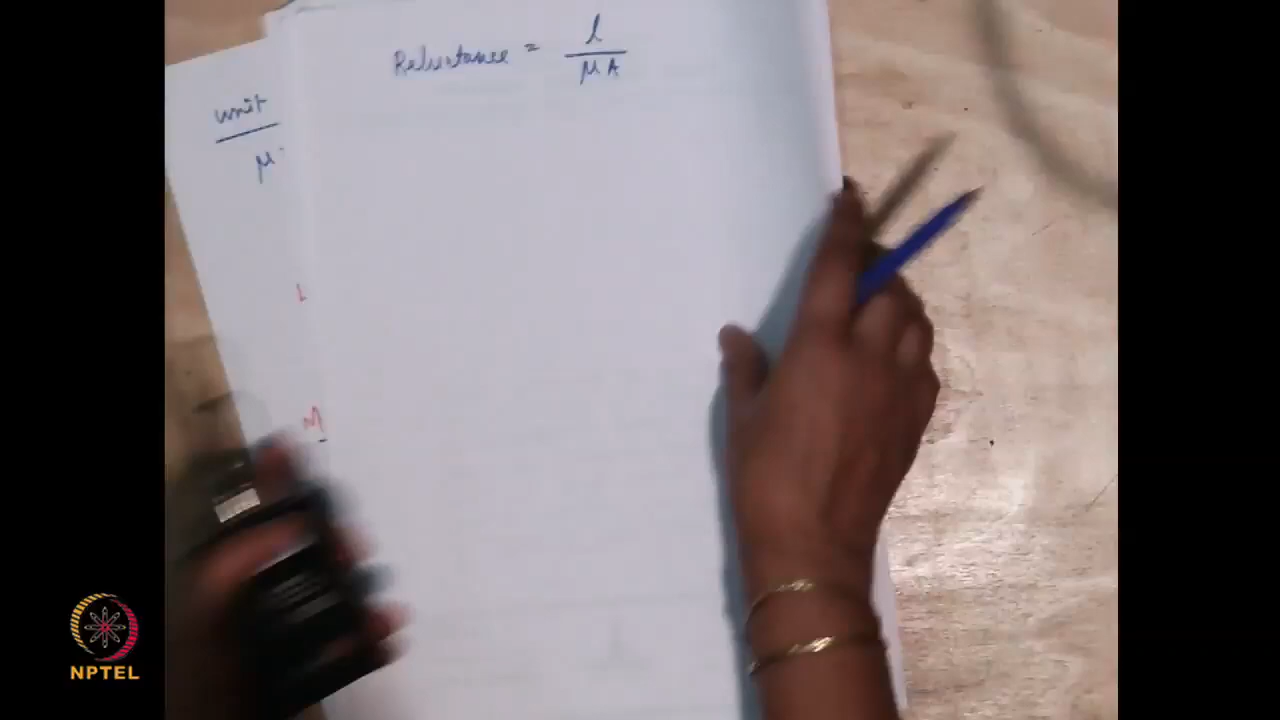 Reluctance = l
μA
unit
μ
L
M
NPTEL